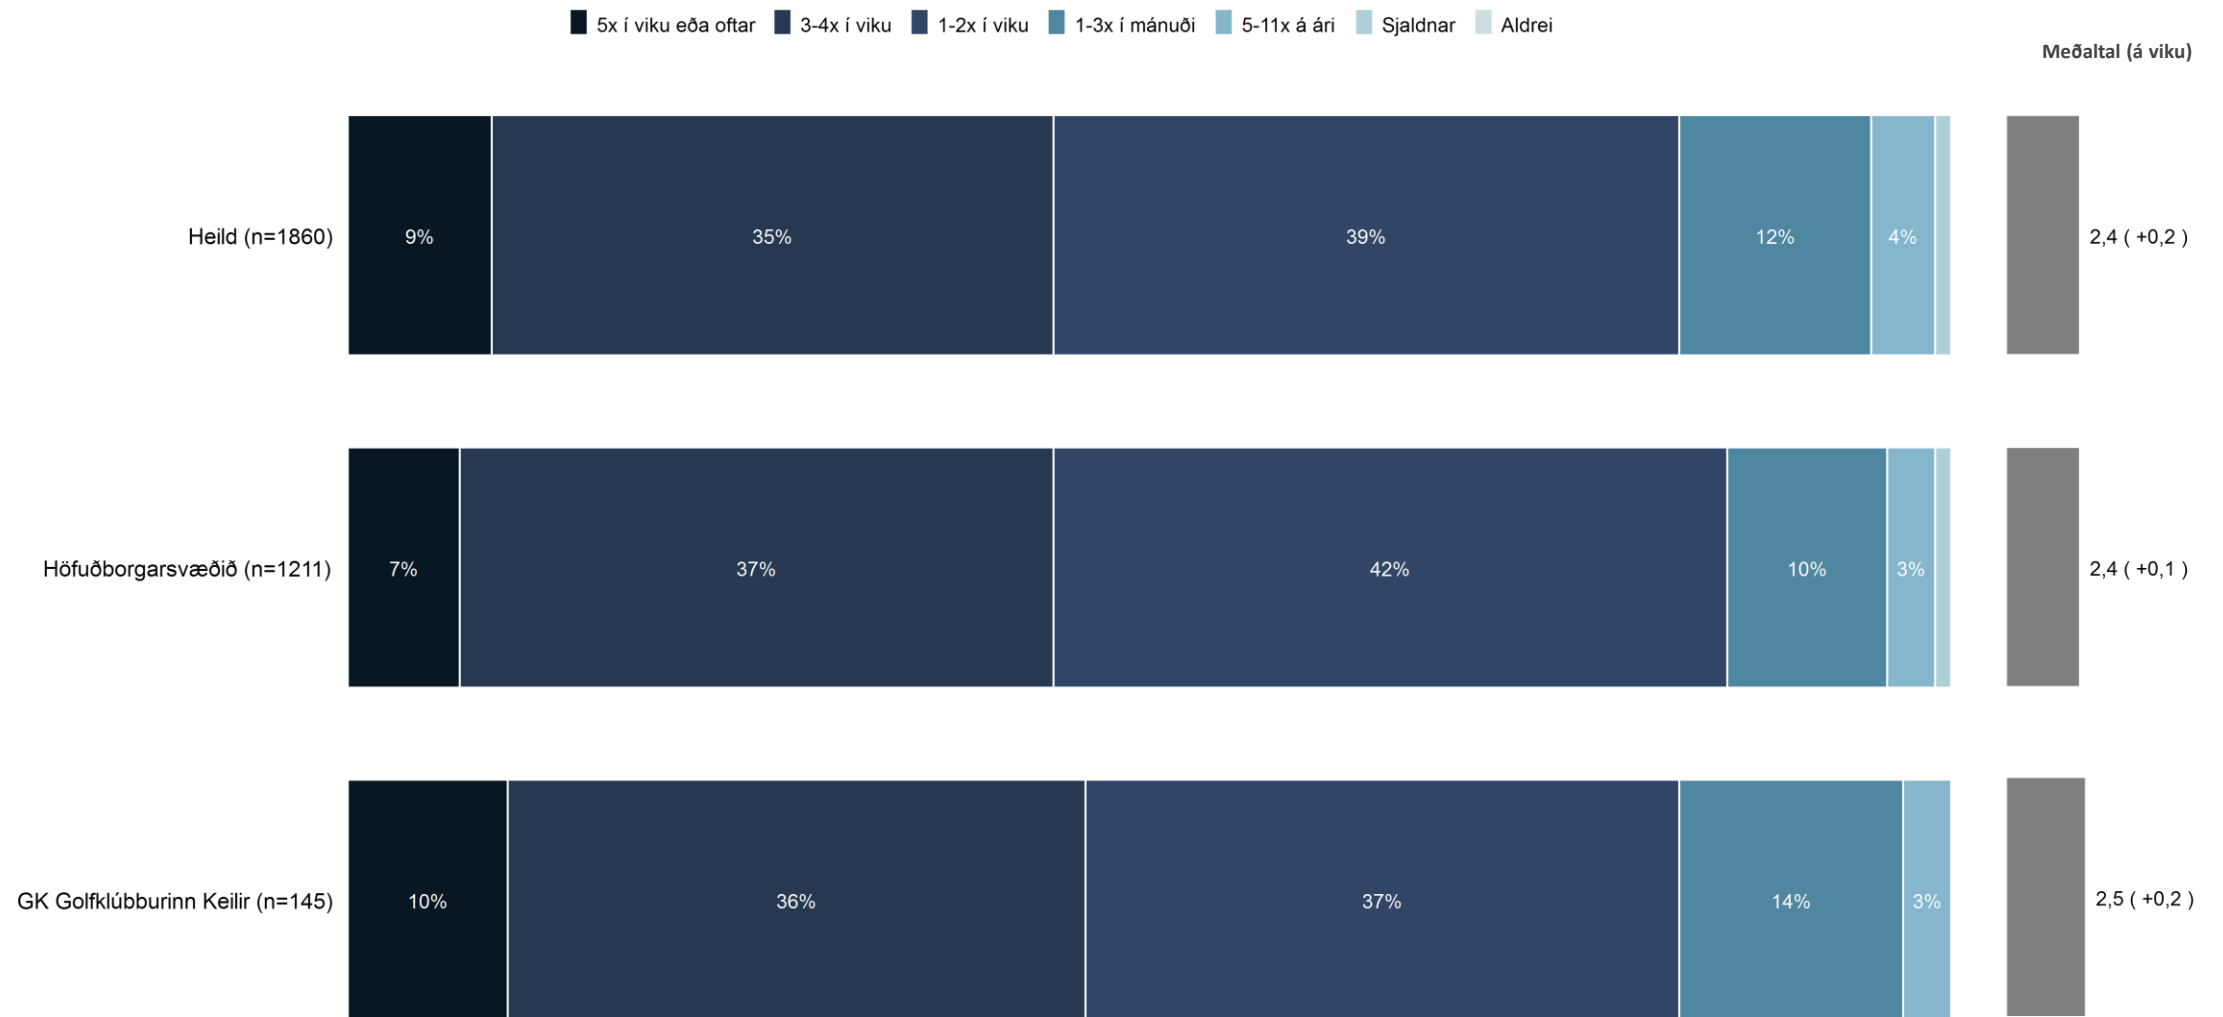 5x í viku eða oftar 3-4x í viku 1-2x í viku 1-3x í mánuði 5-11x á ári Sjaldnar Aldrei
Meðaltal (á viku)
Heild (n=1860) 9% 35% 39% 12% 4% 2,4 ( +0,2 )
Höfuðborgarsvæðið (n=1211) 7% 37% 42% 10% 3% 2,4 ( +0,1 )
GK Golfklúbburinn Keilir (n=145) 10% 36% 37% 14% 3% 2,5 ( +0,2 )